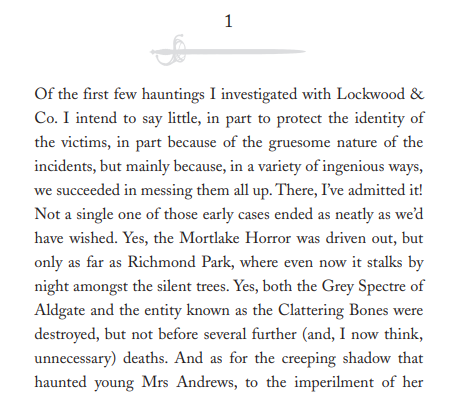 1
Of the first few hauntings I investigated with Lockwood &
Co. I intend to say little, in part to protect the identity of
the victims, in part because of the gruesome nature of the
incidents, but mainly because, in a variety of ingenious ways,
we succeeded in messing them all up. There, I’ve admitted it!
Not a single one of those early cases ended as neatly as we’d
have wished. Yes, the Mortlake Horror was driven out, but
only as far as Richmond Park, where even now it stalks by
night amongst the silent trees. Yes, both the Grey Spectre of
Aldgate and the entity known as the Clattering Bones were
destroyed, but not before several further (and, I now think,
unnecessary) deaths. And as for the creeping shadow that
haunted young Mrs Andrews, to the imperilment of her